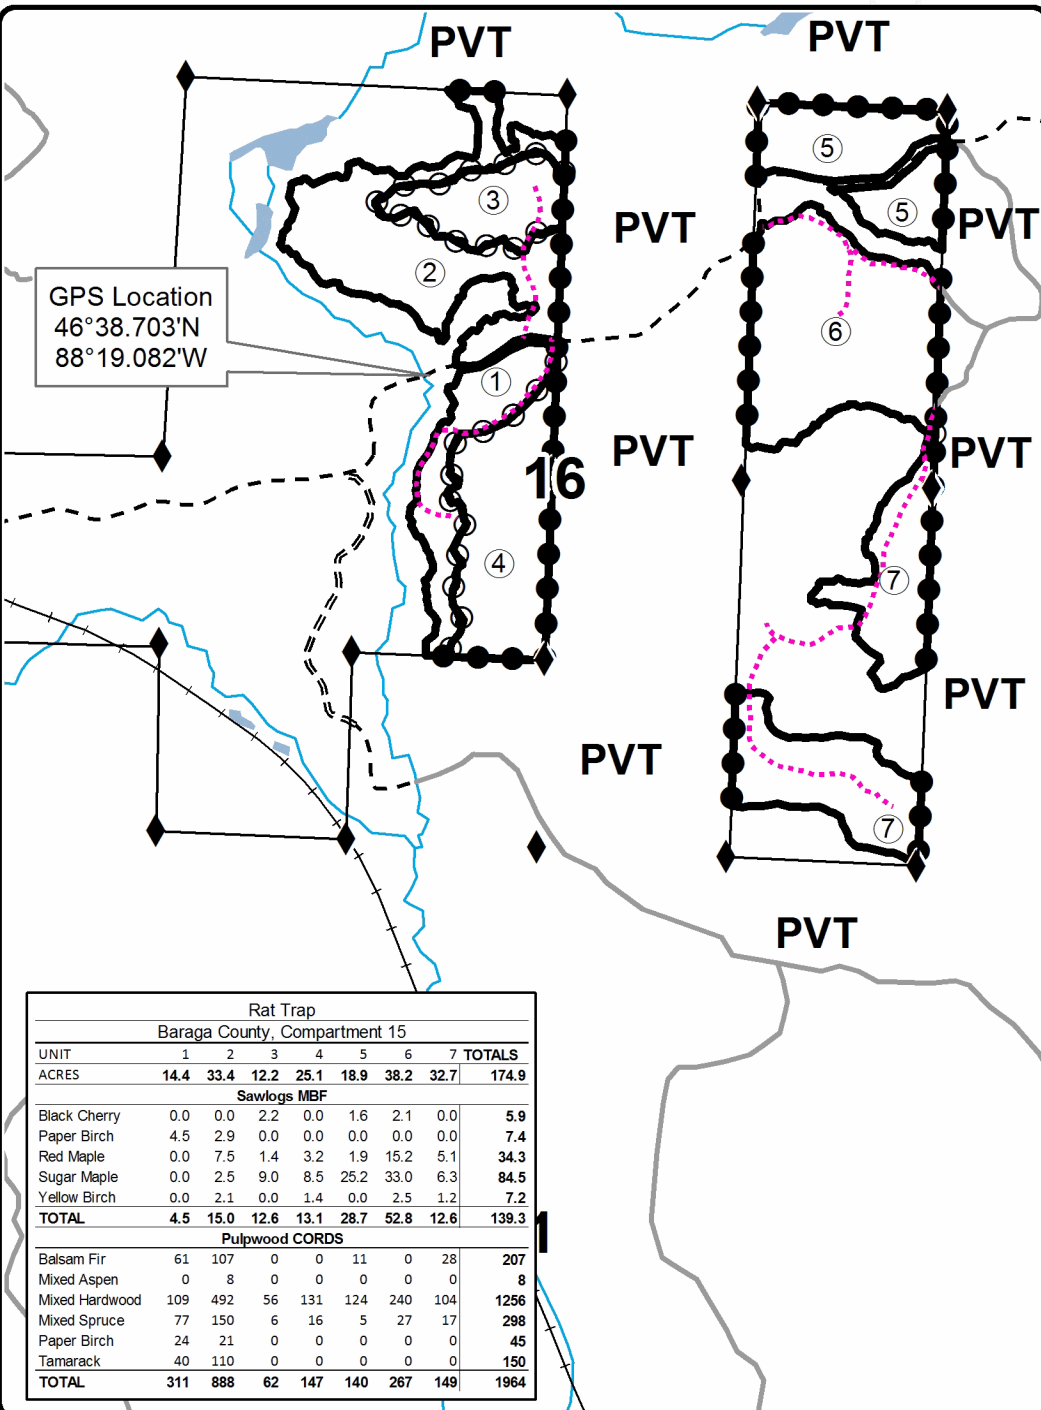 PVT
PVT
5
3
5
PVT
PVT
2
GPS Location
46°38.703'N
88°19.082'W
6
1
PVT
PVT
16
4
7
PVT
PVT
7
PVT
Rat Trap
Baraga County, Compartment 15
UNIT 1 2 3 4 5 6 7 TOTALS
ACRES 14.4 33.4 12.2 25.1 18.9 38.2 32.7 174.9
Sawlogs MBF
Black Cherry 0.0 0.0 2.2 0.0 1.6 2.1 0.0 5.9
Paper Birch 4.5 2.9 0.0 0.0 0.0 0.0 0.0 7.4
Red Maple 0.0 7.5 1.4 3.2 1.9 15.2 5.1 34.3
Sugar Maple 0.0 2.5 9.0 8.5 25.2 33.0 6.3 84.5
Yellow Birch 0.0 2.1 0.0 1.4 0.0 2.5 1.2 7.2
TOTAL 4.5 15.0 12.6 13.1 28.7 52.8 12.6 139.3
Pulpwood CORDS
Balsam Fir 61 107 0 0 11 0 28 207
Mixed Aspen 0 8 0 0 0 0 0 8
Mixed Hardwood 109 492 56 131 124 240 104 1256
Mixed Spruce 77 150 6 16 5 27 17 298
Paper Birch 24 21 0 0 0 0 0 45
Tamarack 40 110 0 0 0 0 0 150
TOTAL 311 888 62 147 140 267 149 1964